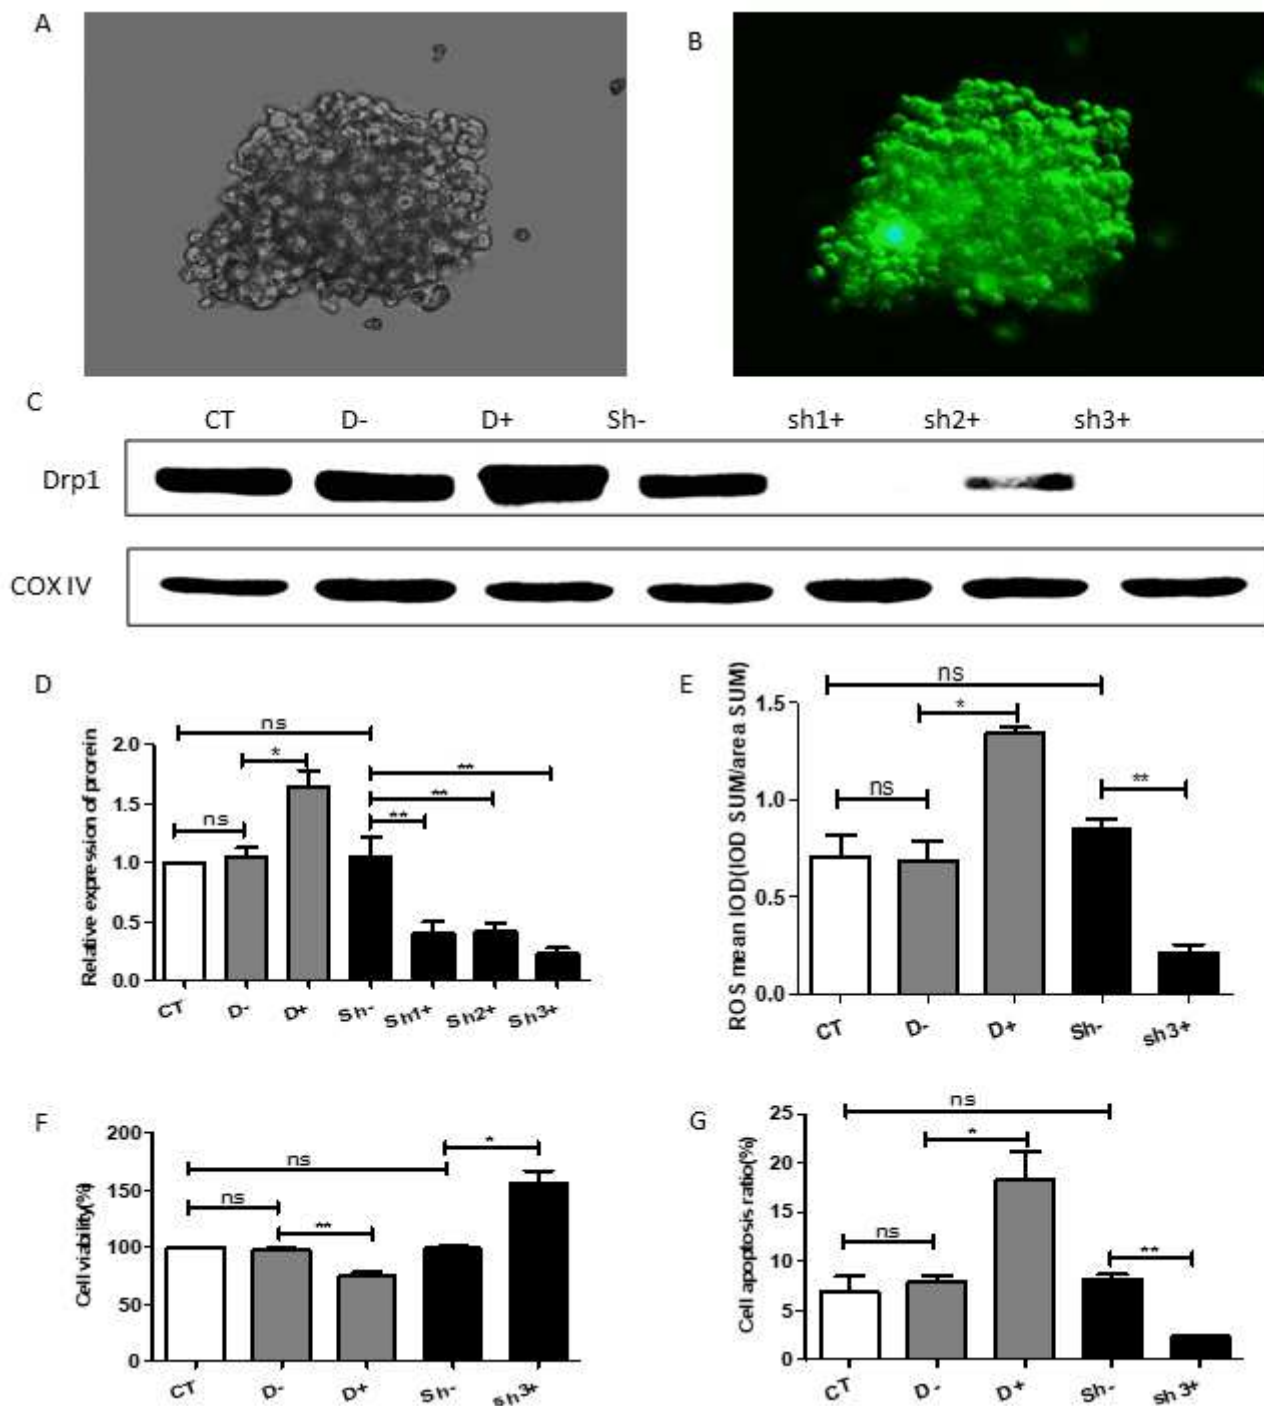 A
B
C
CT D- D+ Sh- sh1+ sh2+ sh3+
Drp1
COX IV
D
Relative expression of prorein
2.0
1.5
1.0
0.5
0.0
ns
*
ns
**
**
**
CT D- D+ Sh- Sh1+ Sh2+ Sh3+
E
ROS mean IOD(IOD SUM/area SUM)
1.5
1.0
0.5
0.0
ns
*
ns
**
CT D- D+ Sh- sh3+
F
Cell viability(%)
200
150
100
50
0
*
ns
ns
**
CT D- D+ Sh- sh3+
G
Cell apoptosis ratio(%)
25
20
15
10
5
0
ns
*
ns
**
CT D- D+ Sh- sh3+